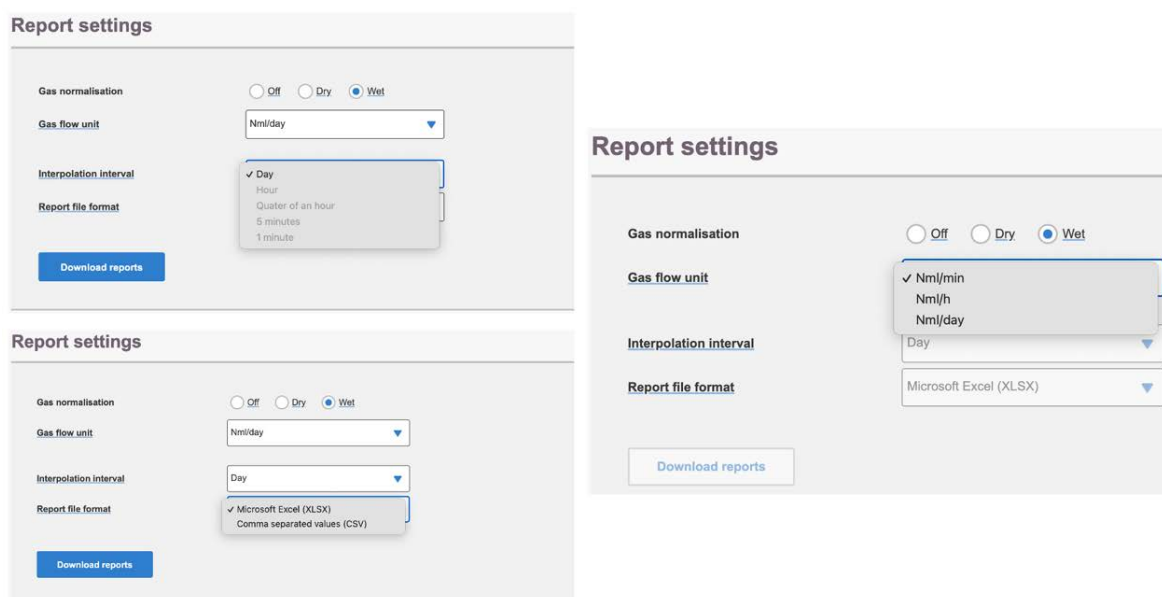 Report settings
Gas normalisation Off Dry Wet
Gas flow unit Nml/day
Interpolation interval ✓ Day
Hour
Report file format Quater of an hour
5 minutes
1 minute
Download reports
Report settings
Gas normalisation Off Dry Wet
Gas flow unit Nml/day
Interpolation interval Day
Report file format ✓ Microsoft Excel (XLSX)
Comma separated values (CSV)
Download reports
Report settings
Gas normalisation Off Dry Wet
Gas flow unit ✓ Nml/min
Nml/h
Nml/day
Interpolation interval Day
Report file format Microsoft Excel (XLSX)
Download reports